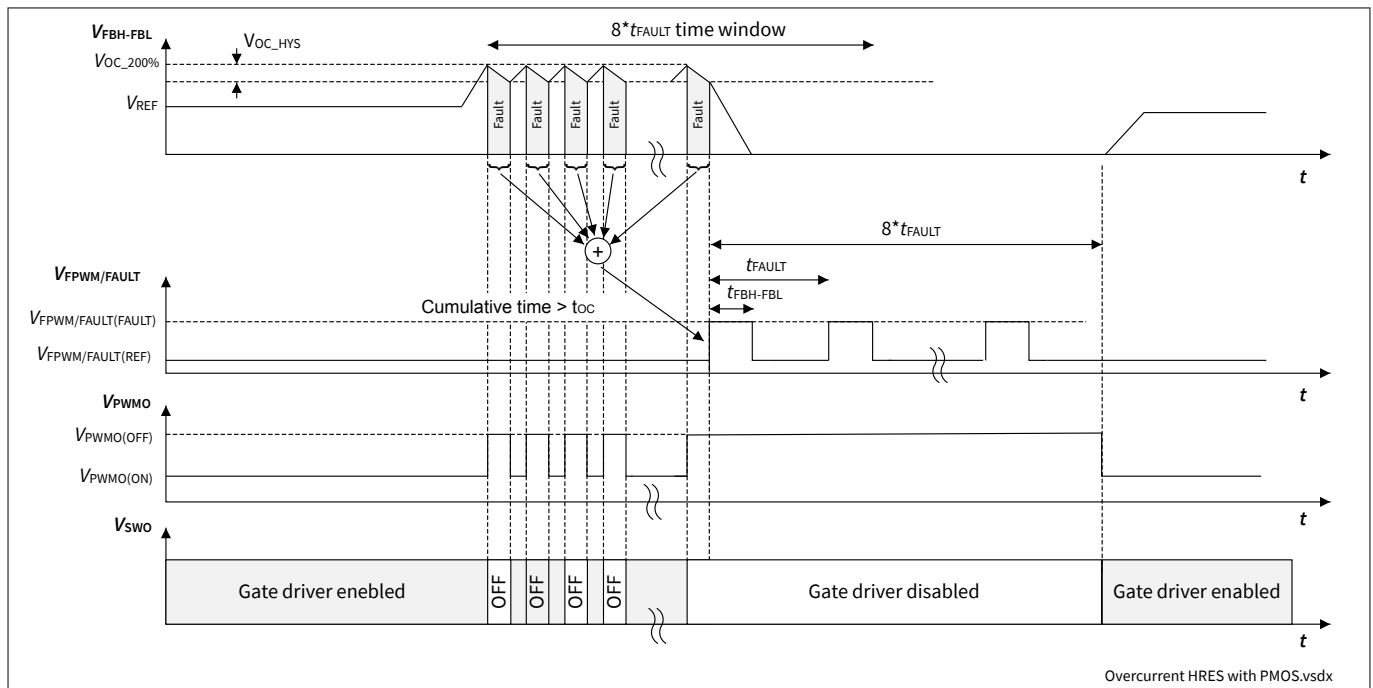 VFBH-FBL
VOC_HYS
8*tFAULT time window
VOC_200%
VREF
Fault
Fault
Fault
Fault
Fault
t
+
8*tFAULT
tFAULT
tFBH-FBL
VFPWM/FAULT
Cumulative time > toc
VFPWM/FAULT(FAULT)
VFPWM/FAULT(REF)
t
VPWMO
VPWMO(OFF)
VPWMO(ON)
t
VSWO
Gate driver enebled
OFF
OFF
OFF
OFF
Gate driver disabled
Gate driver enabled
t
Overcurrent HRES with PMOS.vsdx